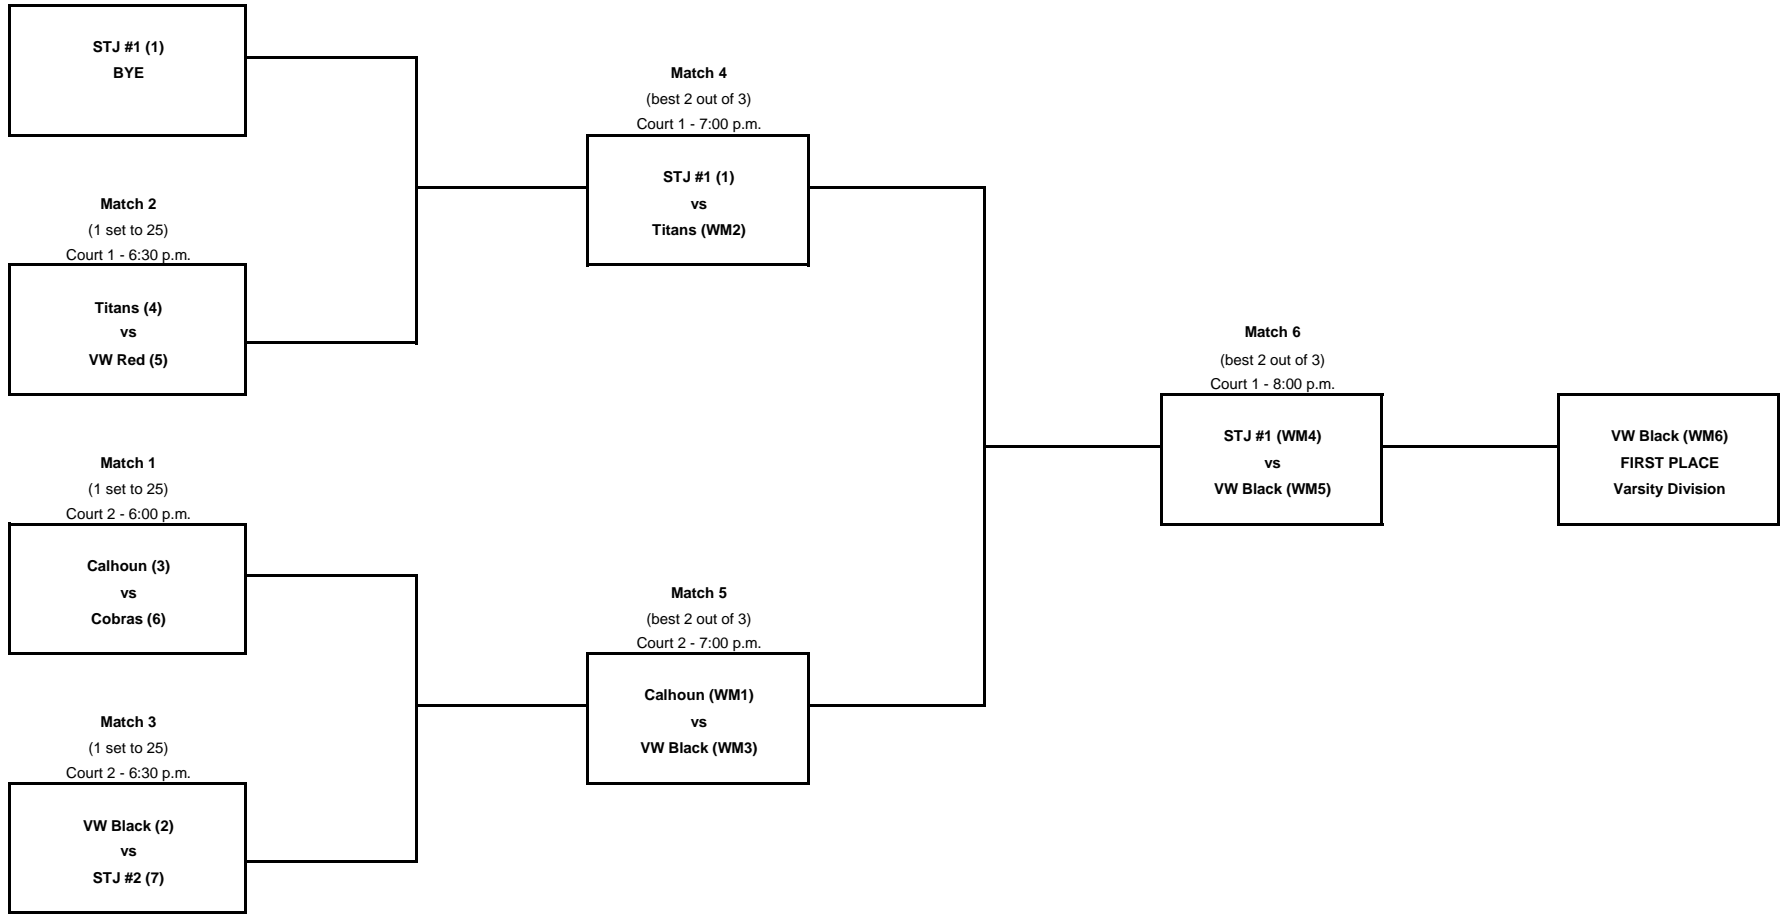 STJ #1 (1)
BYE
Match 2
(1 set to 25)
Court 1 - 6:30 p.m.
Titans (4)
vs
VW Red (5)
Match 1
(1 set to 25)
Court 2 - 6:00 p.m.
Calhoun (3)
vs
Cobras (6)
Match 3
(1 set to 25)
Court 2 - 6:30 p.m.
VW Black (2)
vs
STJ #2 (7)
Match 4
(best 2 out of 3)
Court 1 - 7:00 p.m.
STJ #1 (1)
vs
Titans (WM2)
Match 5
(best 2 out of 3)
Court 2 - 7:00 p.m.
Calhoun (WM1)
vs
VW Black (WM3)
Match 6
(best 2 out of 3)
Court 1 - 8:00 p.m.
STJ #1 (WM4)
vs
VW Black (WM5)
VW Black (WM6)
FIRST PLACE
Varsity Division